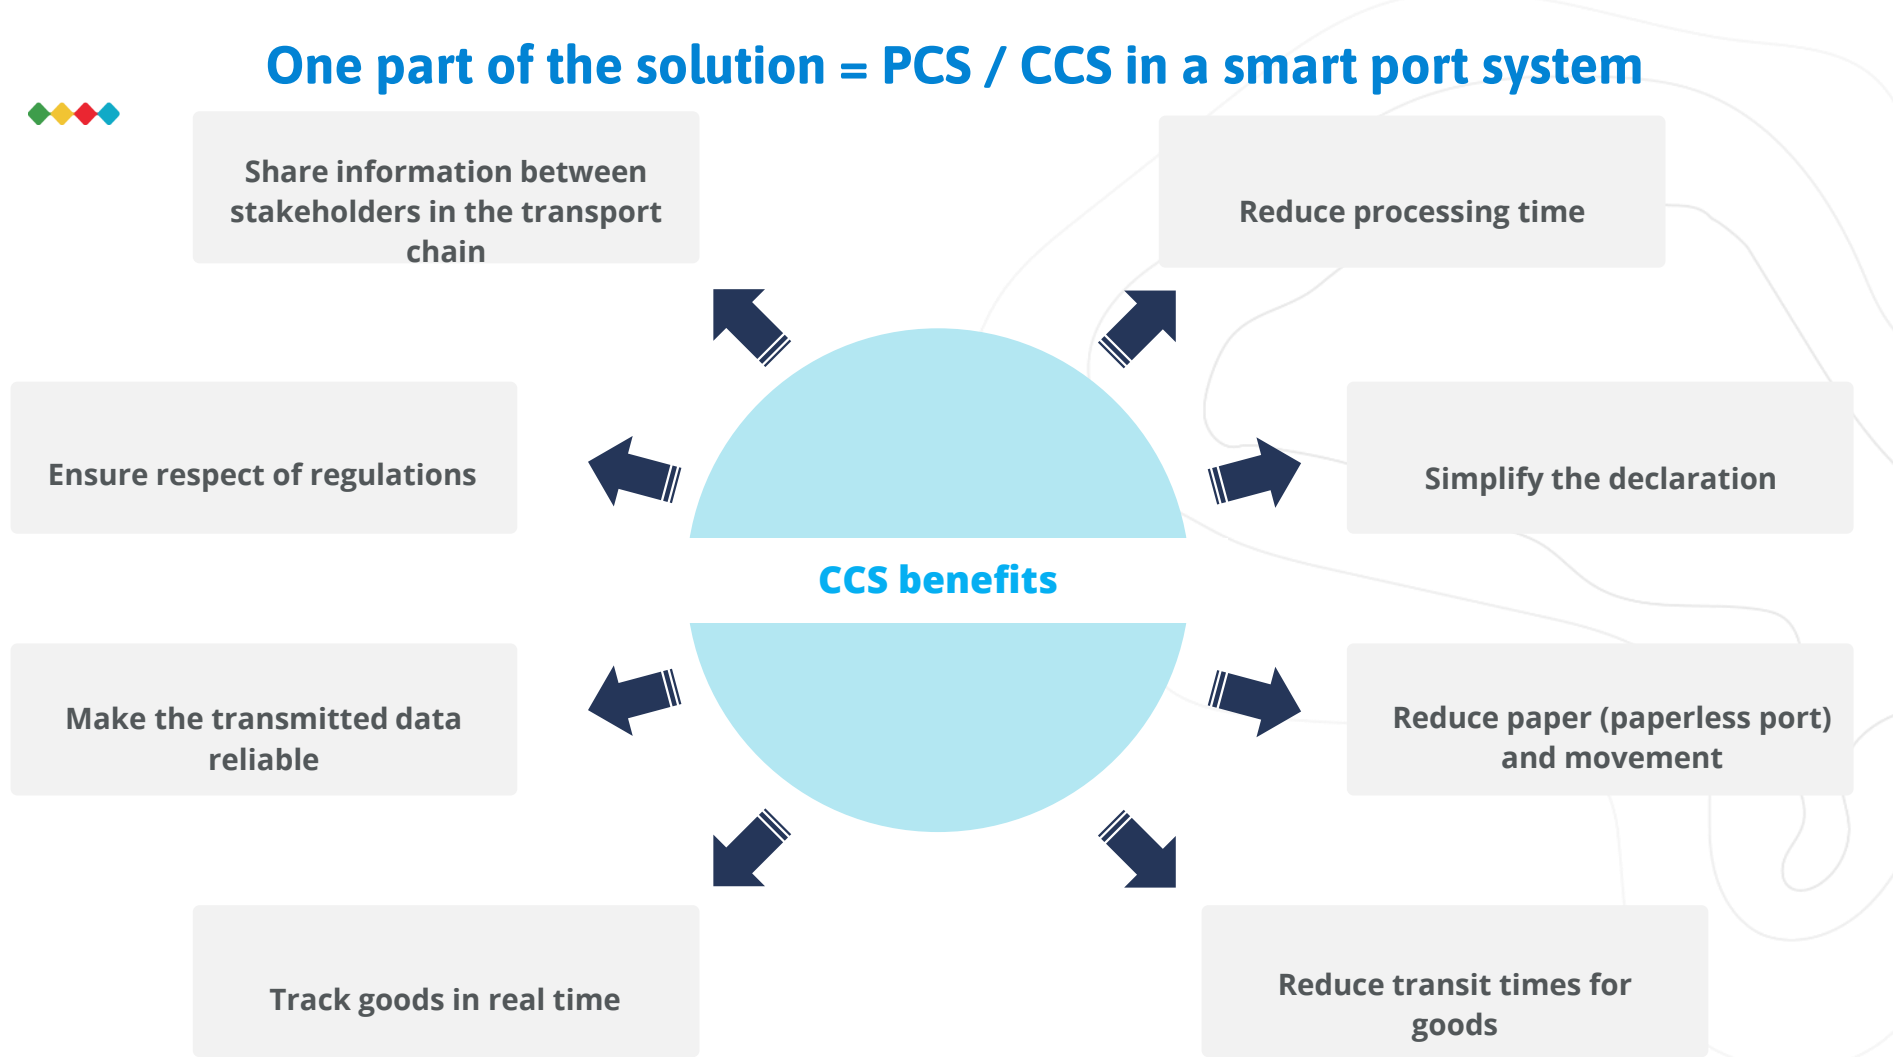 One part of the solution = PCS / CCS in a smart port system
Share information between
stakeholders in the transport
chain
Reduce processing time
Ensure respect of regulations
Simplify the declaration
CCS benefits
Make the transmitted data
reliable
Reduce paper (paperless port)
and movement
Track goods in real time
Reduce transit times for
goods